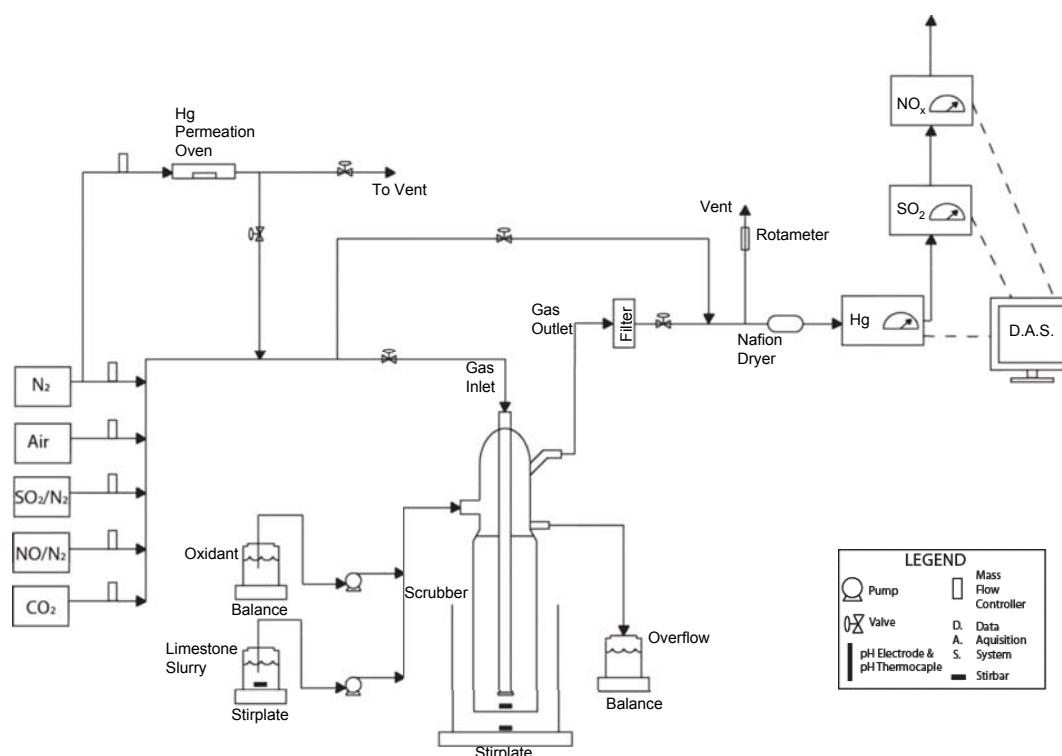 NOx
Hg
Permeation
Oven
To Vent
SO2
Vent
Rotameter
Gas
Outlet
Filter
Nafion
Dryer
Hg
D.A.S.
Gas
Inlet
N2
Air
SO2/N2
NO/N2
CO2
Oxidant
Balance
Scrubber
Limestone
Slurry
Stirplate
Overflow
Balance
Stirplate
LEGEND
Pump
Mass
Flow
Controller
Valve
D. Data
A. Aquisition
S. System
pH Electrode &
pH Thermocaple
Stirbar